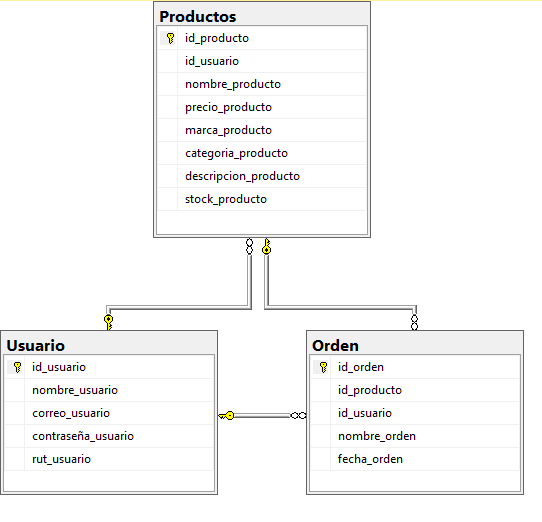 Productos
id_producto
id_usuario
nombre_producto
precio_producto
marca_producto
categoria_producto
descripcion_producto
stock_producto
Usuario
id_usuario
nombre_usuario
correo_usuario
contraseña_usuario
rut_usuario
Orden
id_orden
id_producto
id_usuario
nombre_orden
fecha_orden